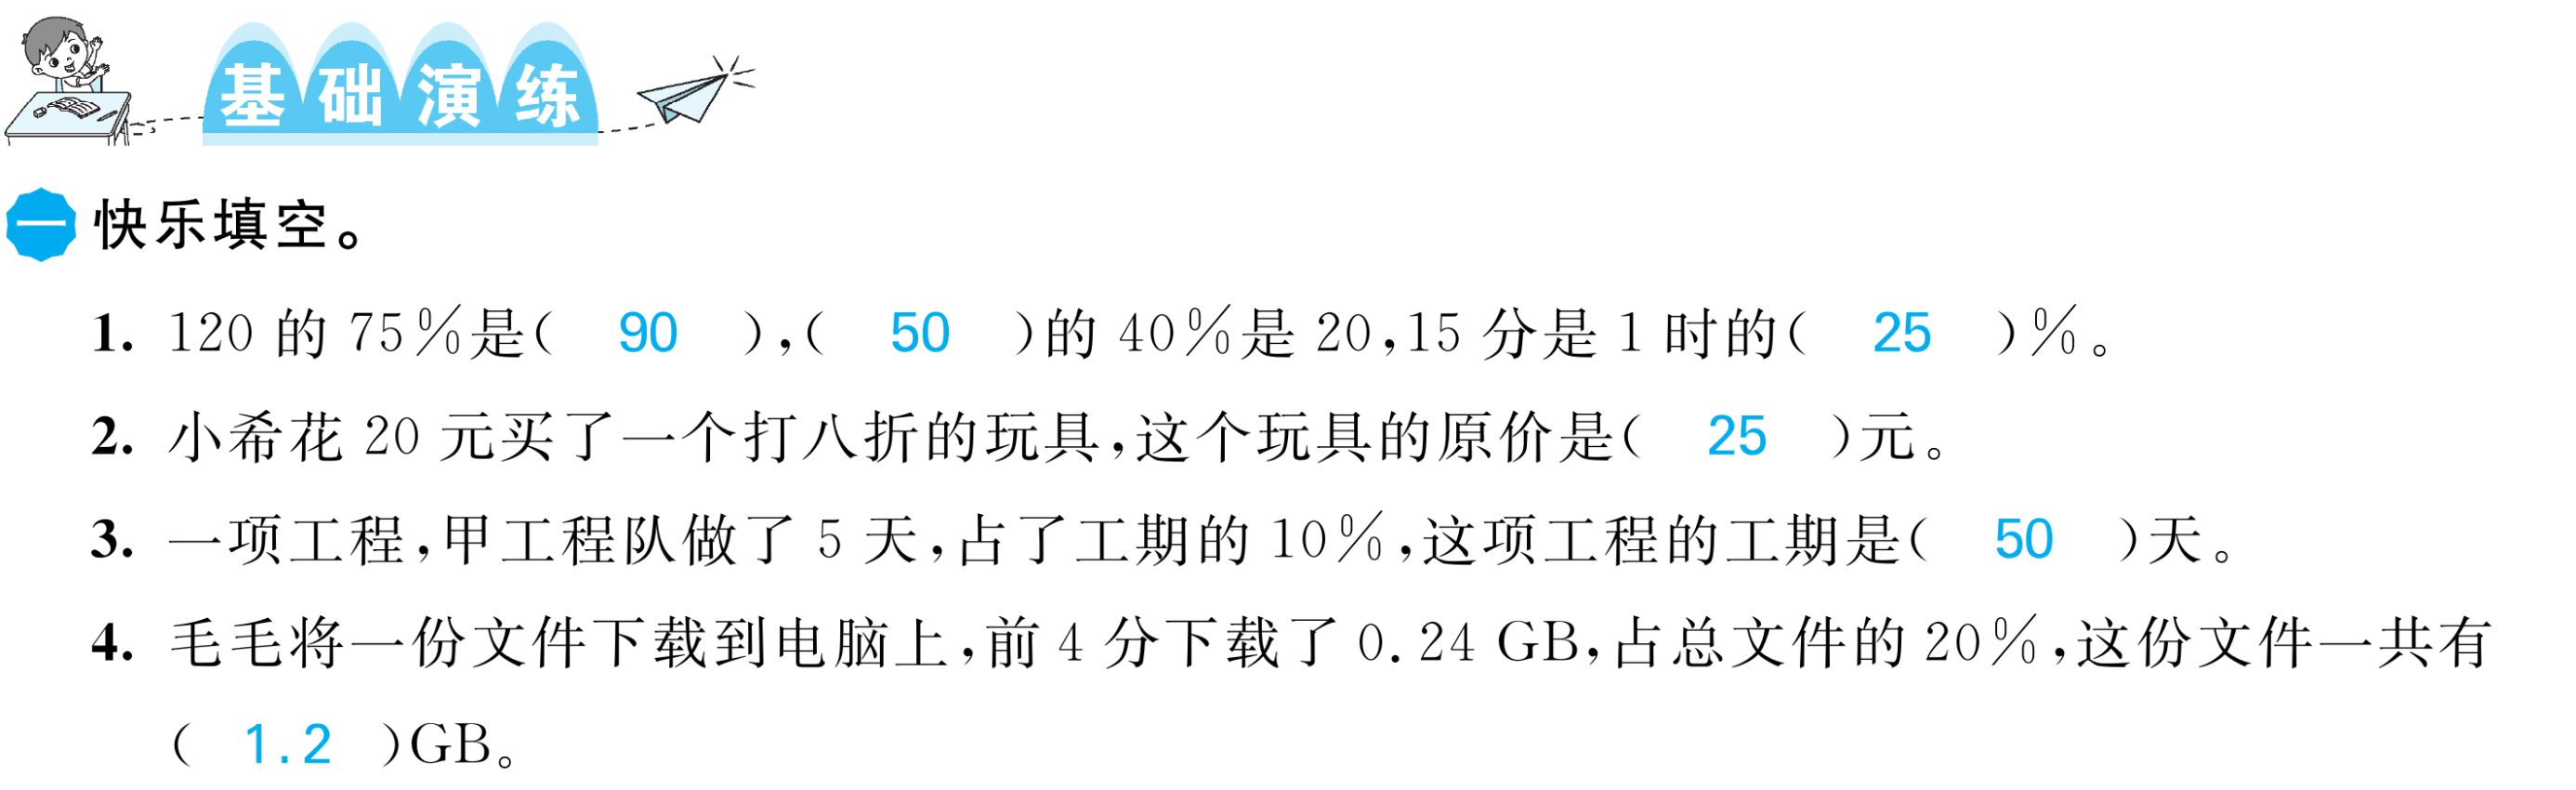 基础演练
一 快乐填空。
1. 120 的 75%是( 90 ),( 50 )的 40%是 20,15 分是 1 时的( 25 )%。
2. 小希花 20 元买了一个打八折的玩具,这个玩具的原价是( 25 )元。
3. 一项工程,甲工程队做了 5 天,占了工期的 10%,这项工程的工期是( 50 )天。
4. 毛毛将一份文件下载到电脑上,前 4 分下载了 0.24 GB,占总文件的 20%,这份文件一共有
( 1.2 )GB。